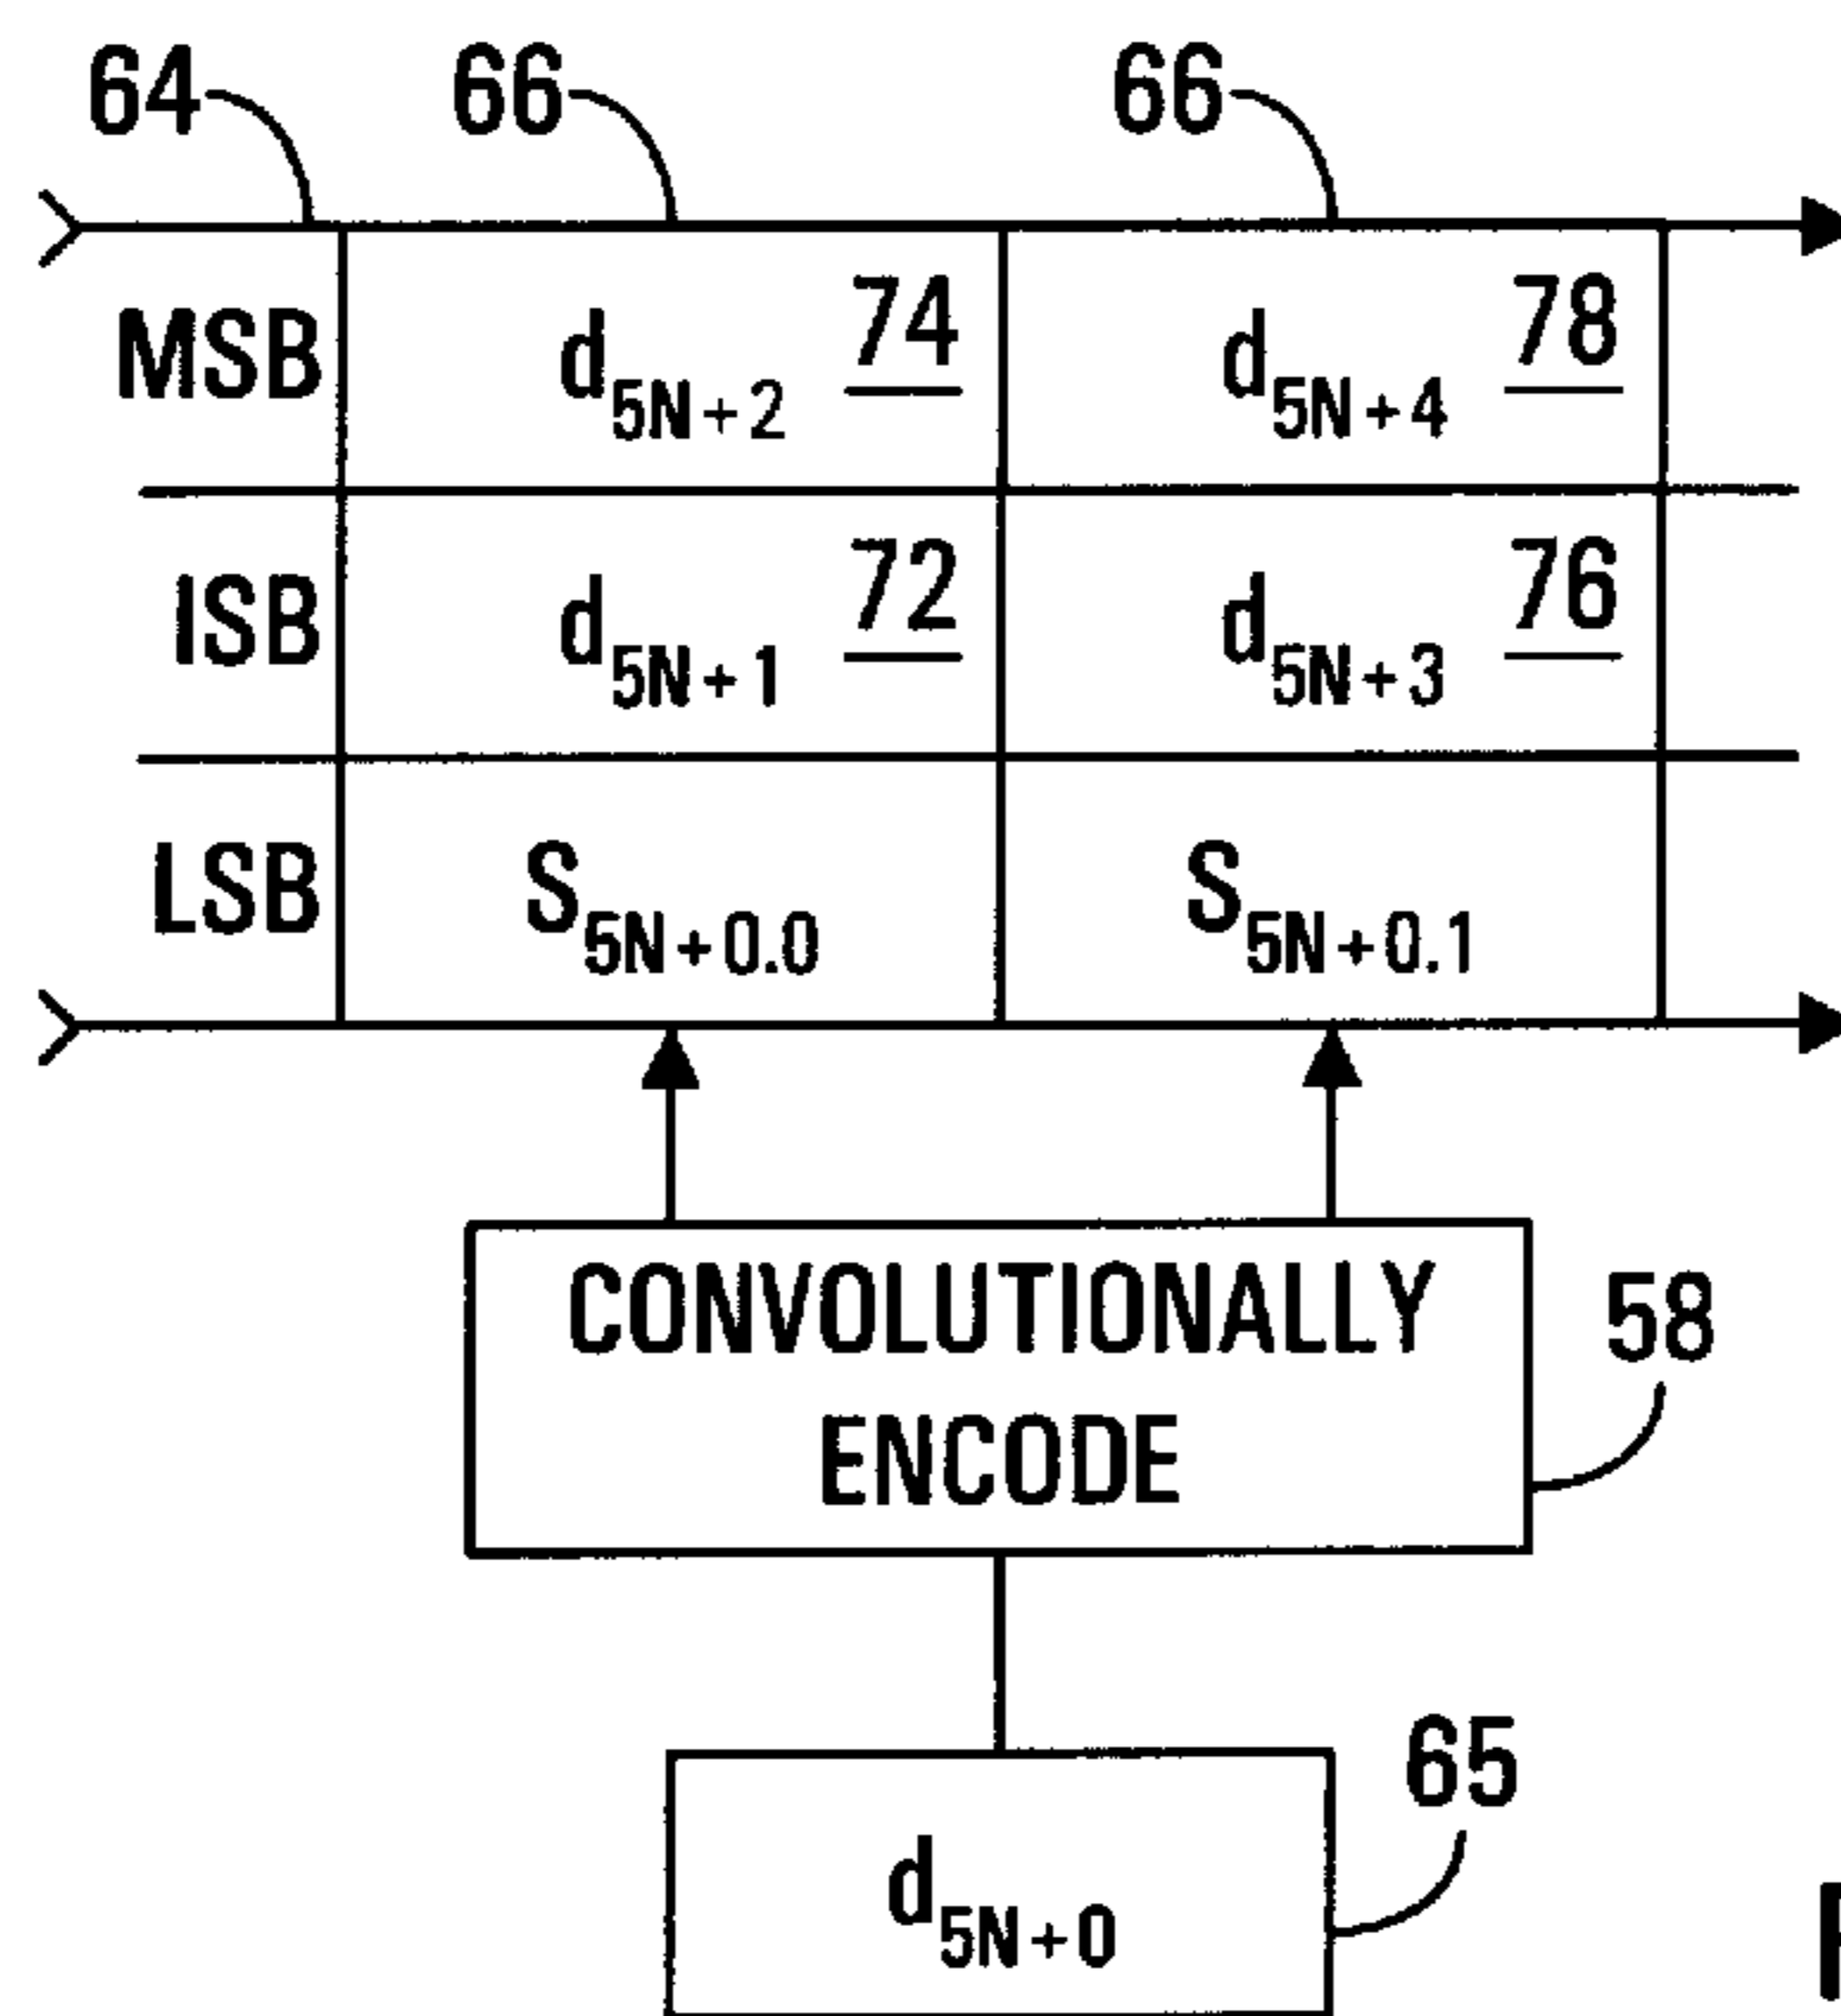 64 66 66
MSB d5N+2 74 d5N+4 78
ISB d5N+1 72 d5N+3 76
LSB S5N+0.0 S5N+0.1
CONVOLUTIONALLY
ENCODE
58
65
d5N+0